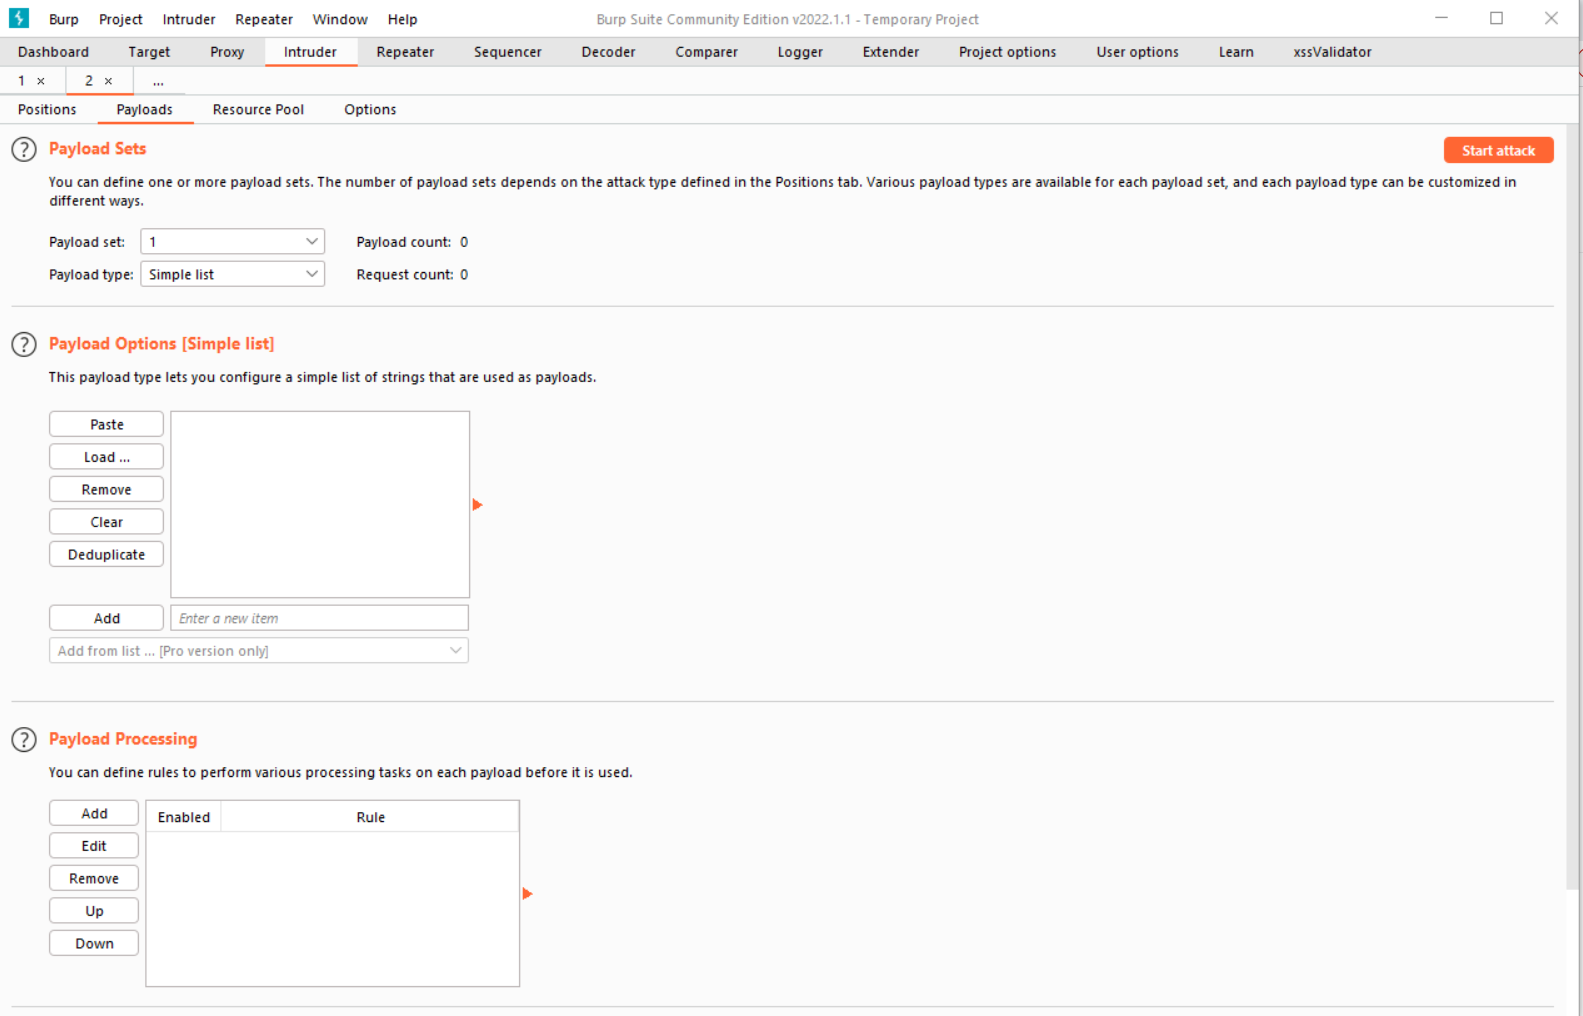 Burp Project Intruder Repeater Window Help Burp Suite Community Edition v2022.1.1 - Temporary Project
Dashboard Target Proxy Intruder Repeater Sequencer Decoder Comparer Logger Extender Project options User options Learn xssValidator
1 × 2 × ...
Positions Payloads Resource Pool Options
? Payload Sets Start attack
You can define one or more payload sets. The number of payload sets depends on the attack type defined in the Positions tab. Various payload types are available for each payload set, and each payload type can be customized in
different ways.
Payload set: 1 Payload count: 0
Payload type: Simple list Request count: 0
? Payload Options [Simple list]
This payload type lets you configure a simple list of strings that are used as payloads.
Paste
Load ...
Remove
Clear
Deduplicate
Add Enter a new item
Add from list ... [Pro version only]
? Payload Processing
You can define rules to perform various processing tasks on each payload before it is used.
Add Enabled Rule
Edit
Remove
Up
Down